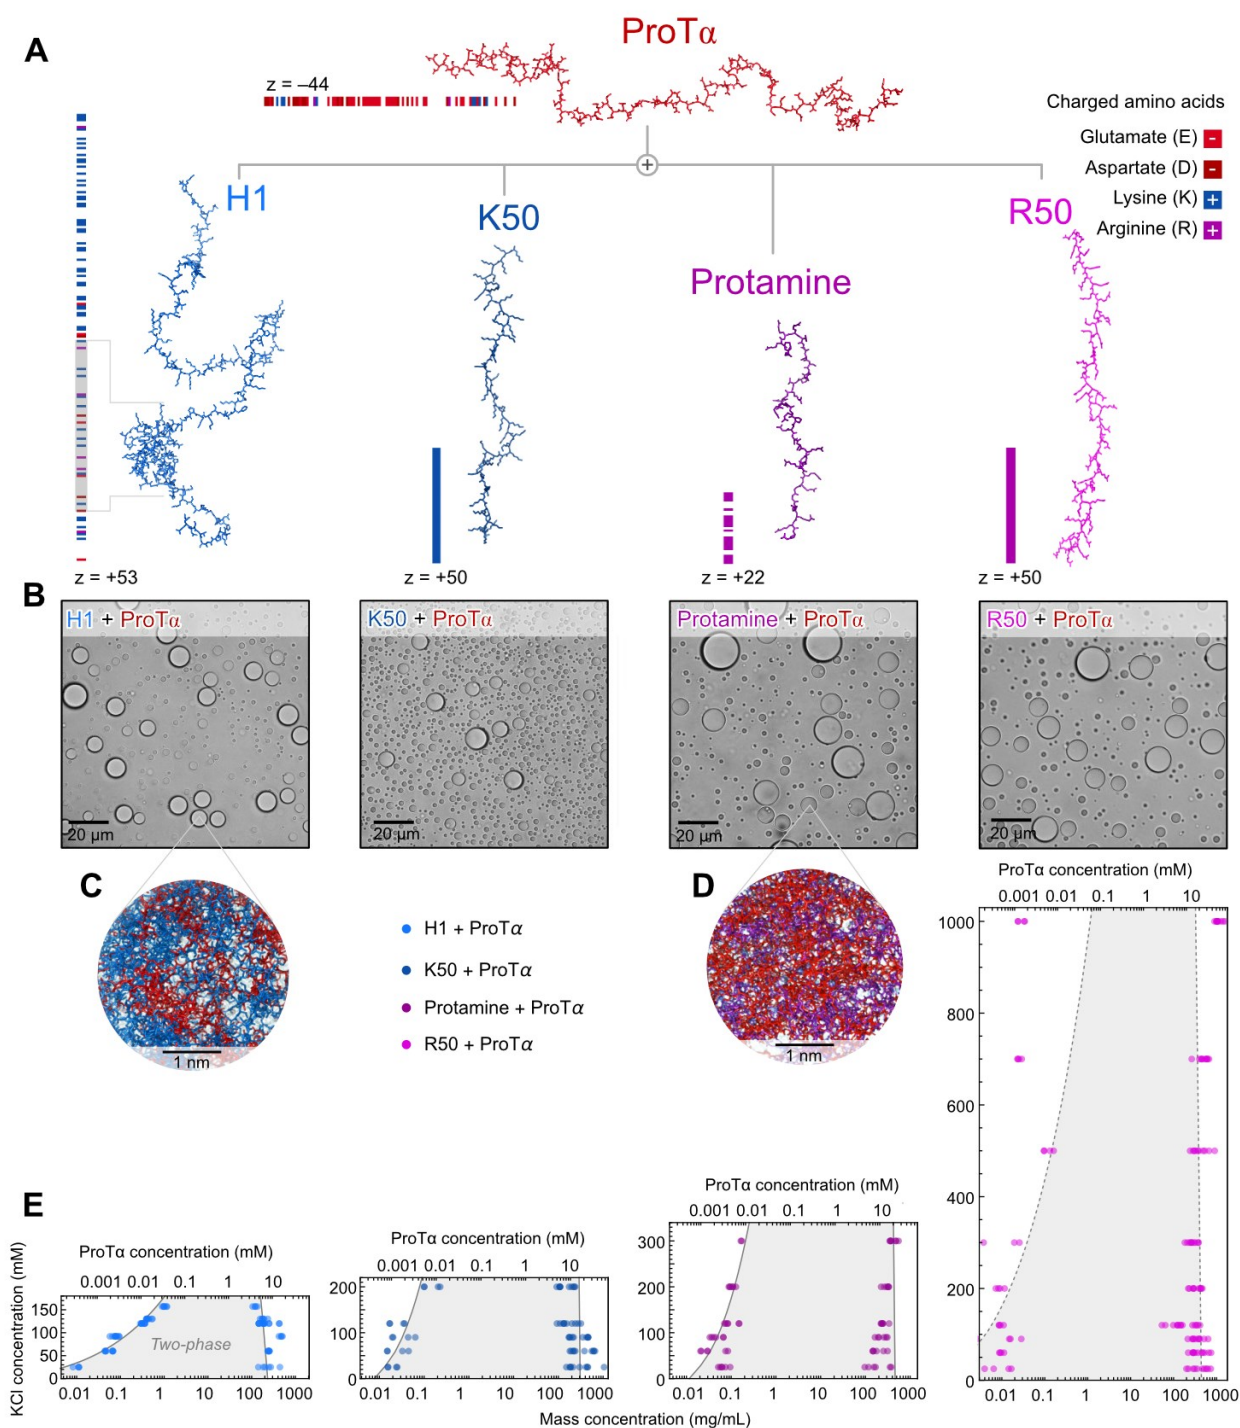 A
ProTα
z = –44
Charged amino acids
Glutamate (E) -
Aspartate (D) -
Lysine (K) +
Arginine (R) +
+
H1
K50
Protamine
R50
z = +53
z = +50
z = +22
z = +50
B
H1 + ProTα
K50 + ProTα
Protamine + ProTα
R50 + ProTα
20 µm
20 µm
20 µm
20 µm
C
1 nm
H1 + ProTα
K50 + ProTα
Protamine + ProTα
R50 + ProTα
D
1 nm
E
KCl concentration (mM)
ProTα concentration (mM)
0.001 0.01 0.1 1 10
150
100
50
0
Two-phase
0.01 0.1 1 10 100 1000
ProTα concentration (mM)
0.001 0.01 0.1 1 10
200
100
0
0.01 0.1 1 10 100 1000
ProTα concentration (mM)
0.001 0.01 0.1 1 10
300
200
100
0
0.01 0.1 1 10 100 1000
ProTα concentration (mM)
0.001 0.01 0.1 1 10
1000
800
600
400
200
0
0.01 0.1 1 10 100 1000
Mass concentration (mg/mL)